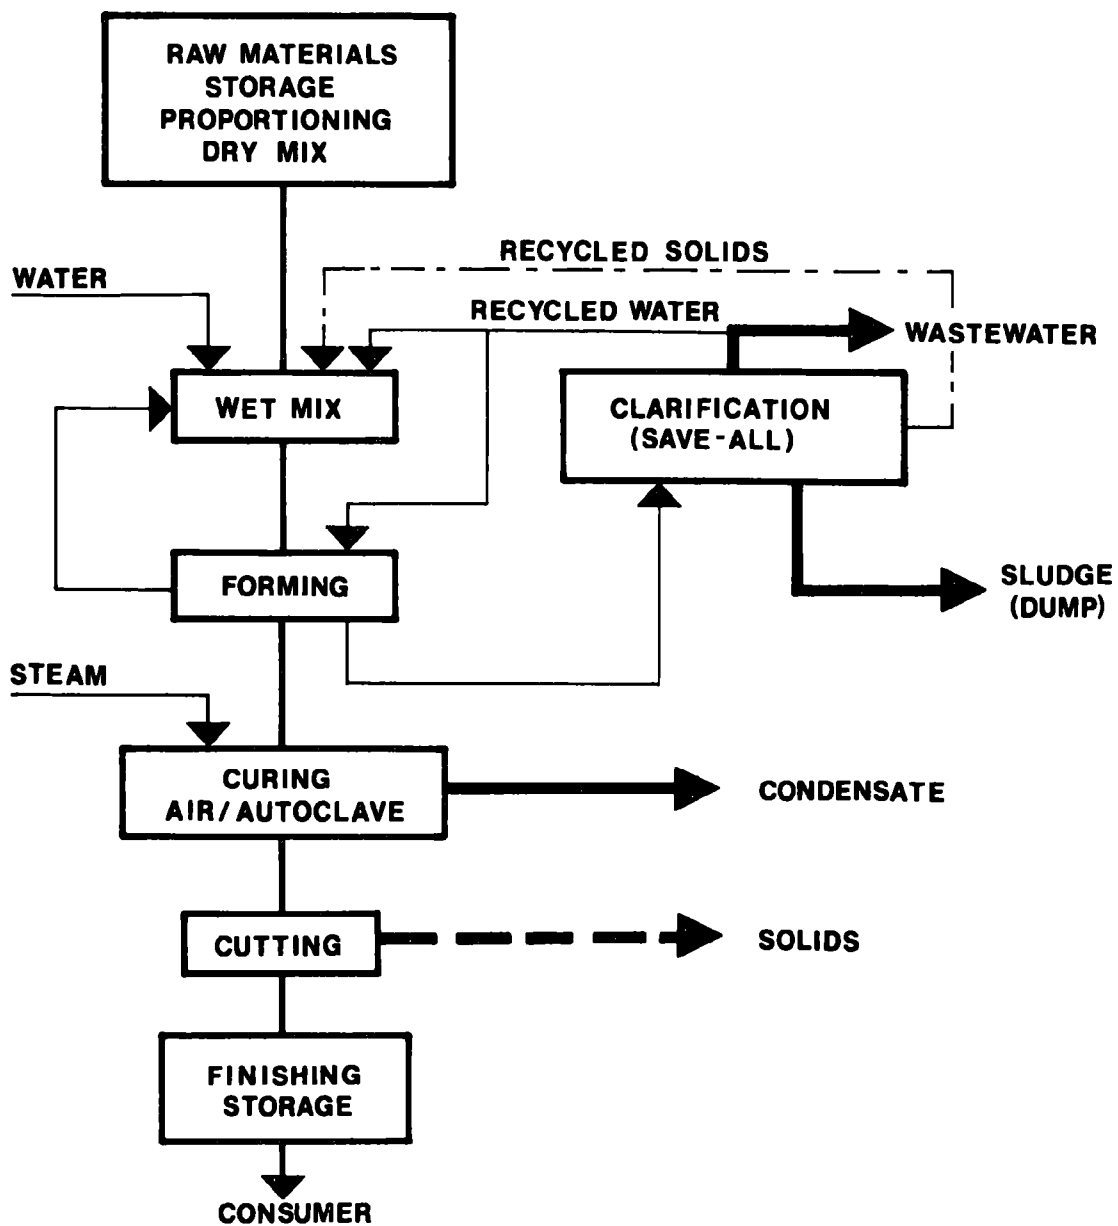 RAW MATERIALS
STORAGE
PROPORTIONING
DRY MIX
RECYCLED SOLIDS
WATER
RECYCLED WATER
WASTEWATER
WET MIX
CLARIFICATION
(SAVE-ALL)
FORMING
SLUDGE
(DUMP)
STEAM
CURING
AIR/AUTOCLAVE
CONDENSATE
CUTTING
SOLIDS
FINISHING
STORAGE
CONSUMER